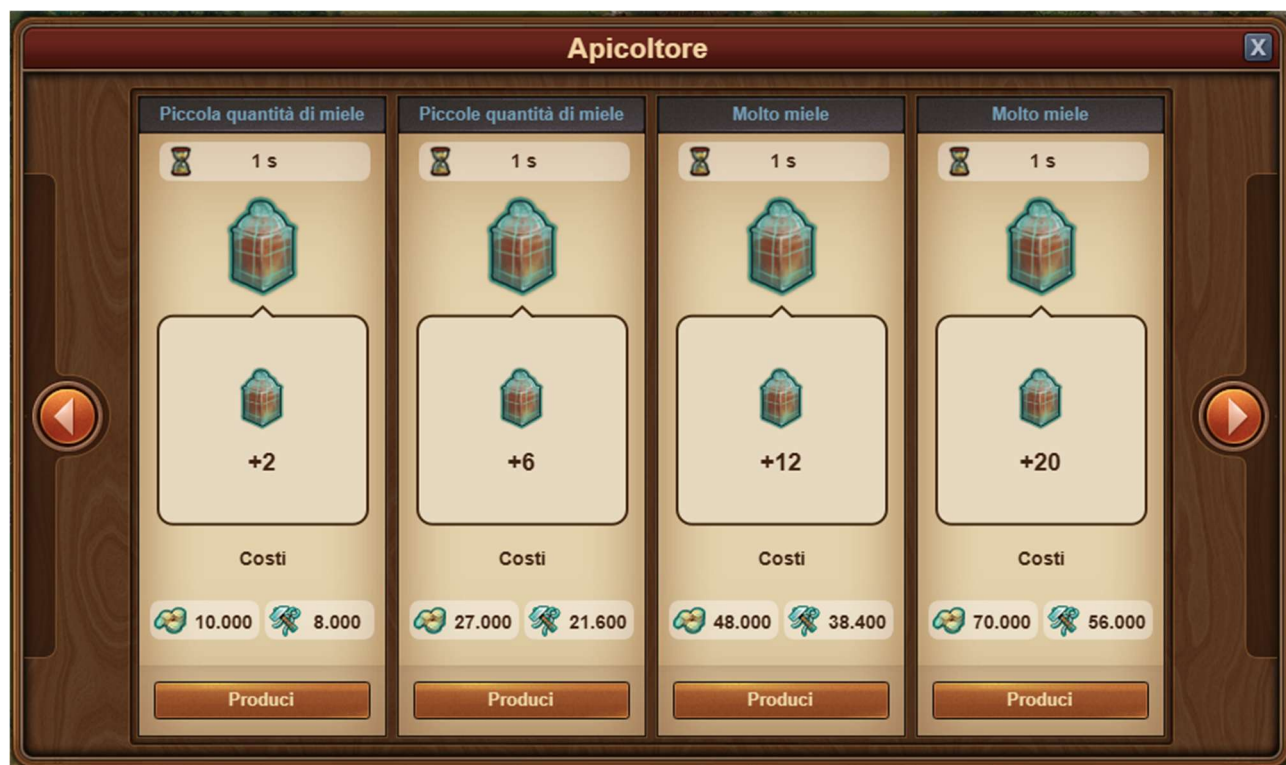 Apicoltore
X
Piccola quantità di miele
1 s
+2
Costi
10.000 8.000
Produci
Piccole quantità di miele
1 s
+6
Costi
27.000 21.600
Produci
Molto miele
1 s
+12
Costi
48.000 38.400
Produci
Molto miele
1 s
+20
Costi
70.000 56.000
Produci